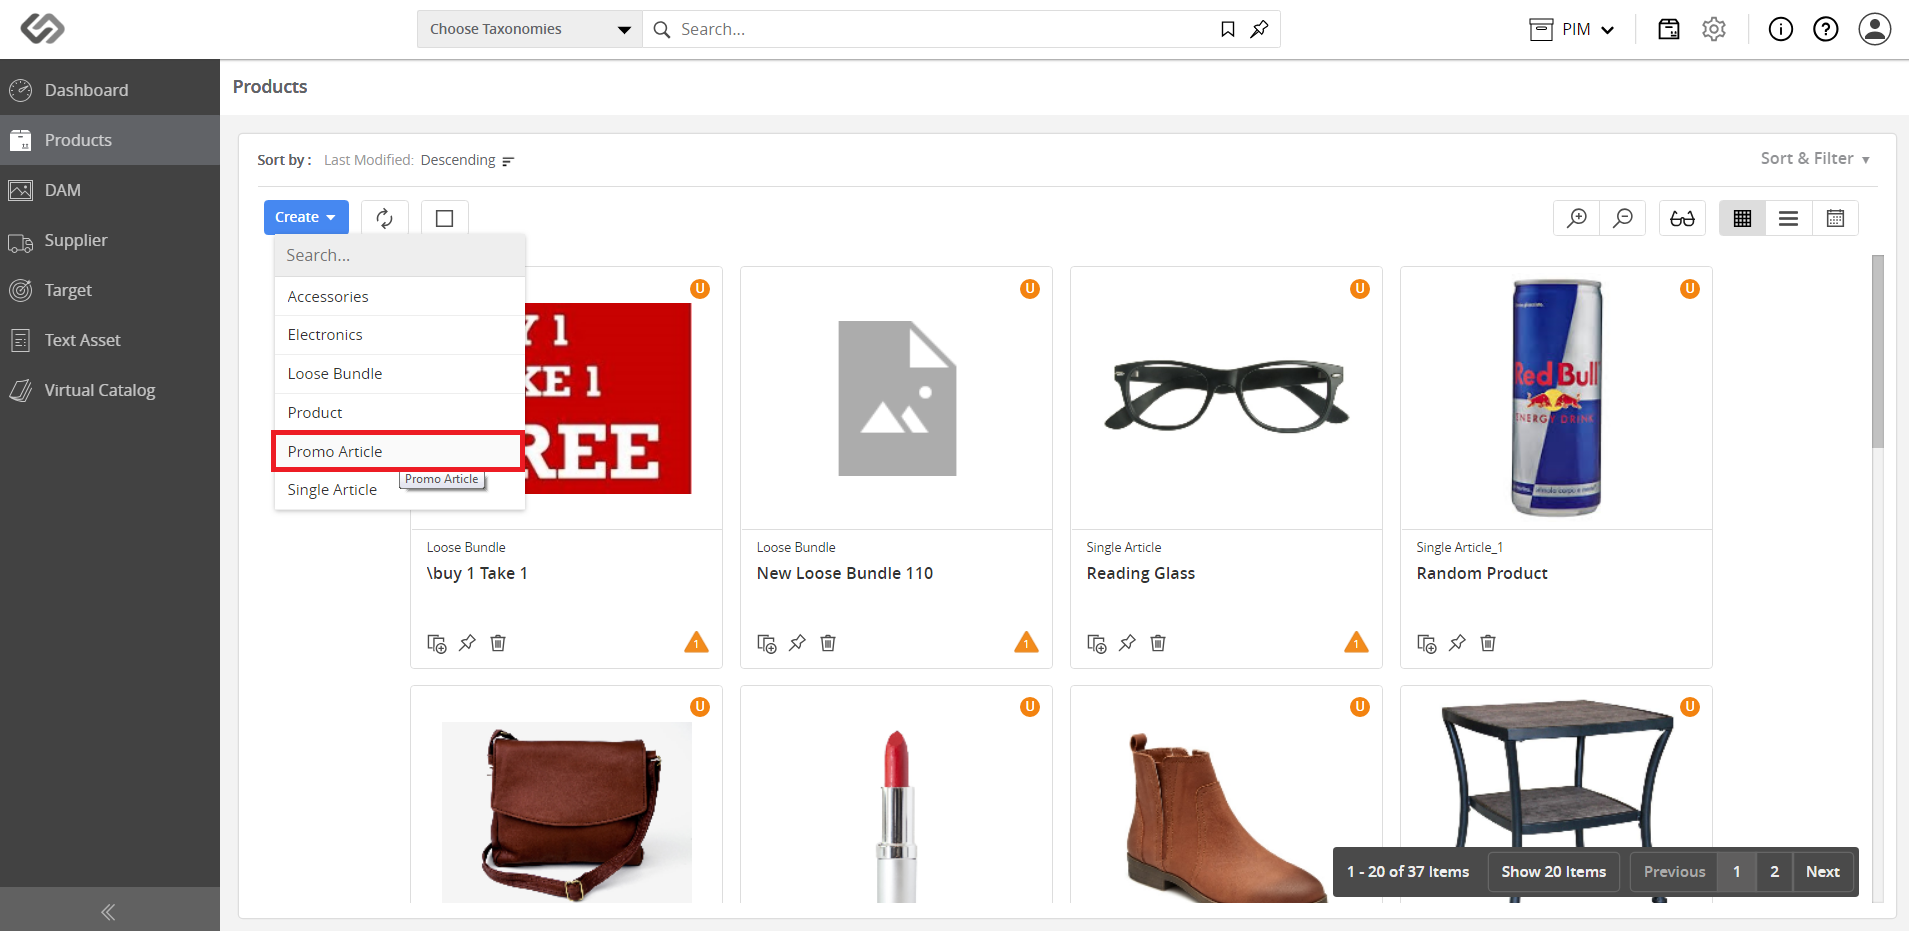 Choose Taxonomies
Search...
PIM
Products
Dashboard
Products
DAM
Supplier
Target
Text Asset
Virtual Catalog
Sort by : Last Modified: Descending
Sort & Filter
Create
Search...
Accessories
Electronics
Loose Bundle
Product
Promo Article
Promo Article
Single Article
U
Y 1
KE 1
REE
Loose Bundle
\buy 1 Take 1
1
U
Loose Bundle
New Loose Bundle 110
1
U
Single Article
Reading Glass
1
U
Red Bull
ENERGY DRINK
Single Article_1
Random Product
U
U
U
U
1 - 20 of 37 Items
Show 20 Items
Previous
1
2
Next